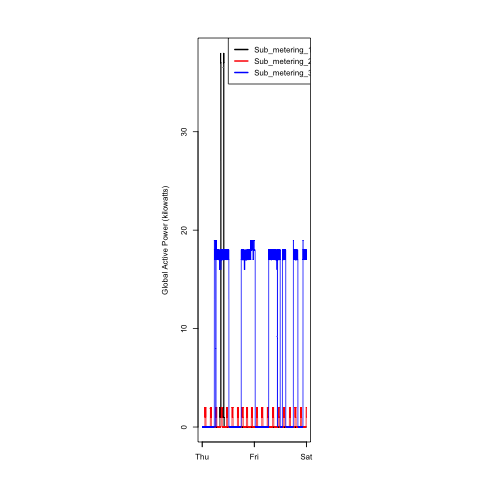 Sub_metering_1
Sub_metering_2
Sub_metering_3
Global Active Power (kilowatts)
30
20
10
0
Thu Fri Sat